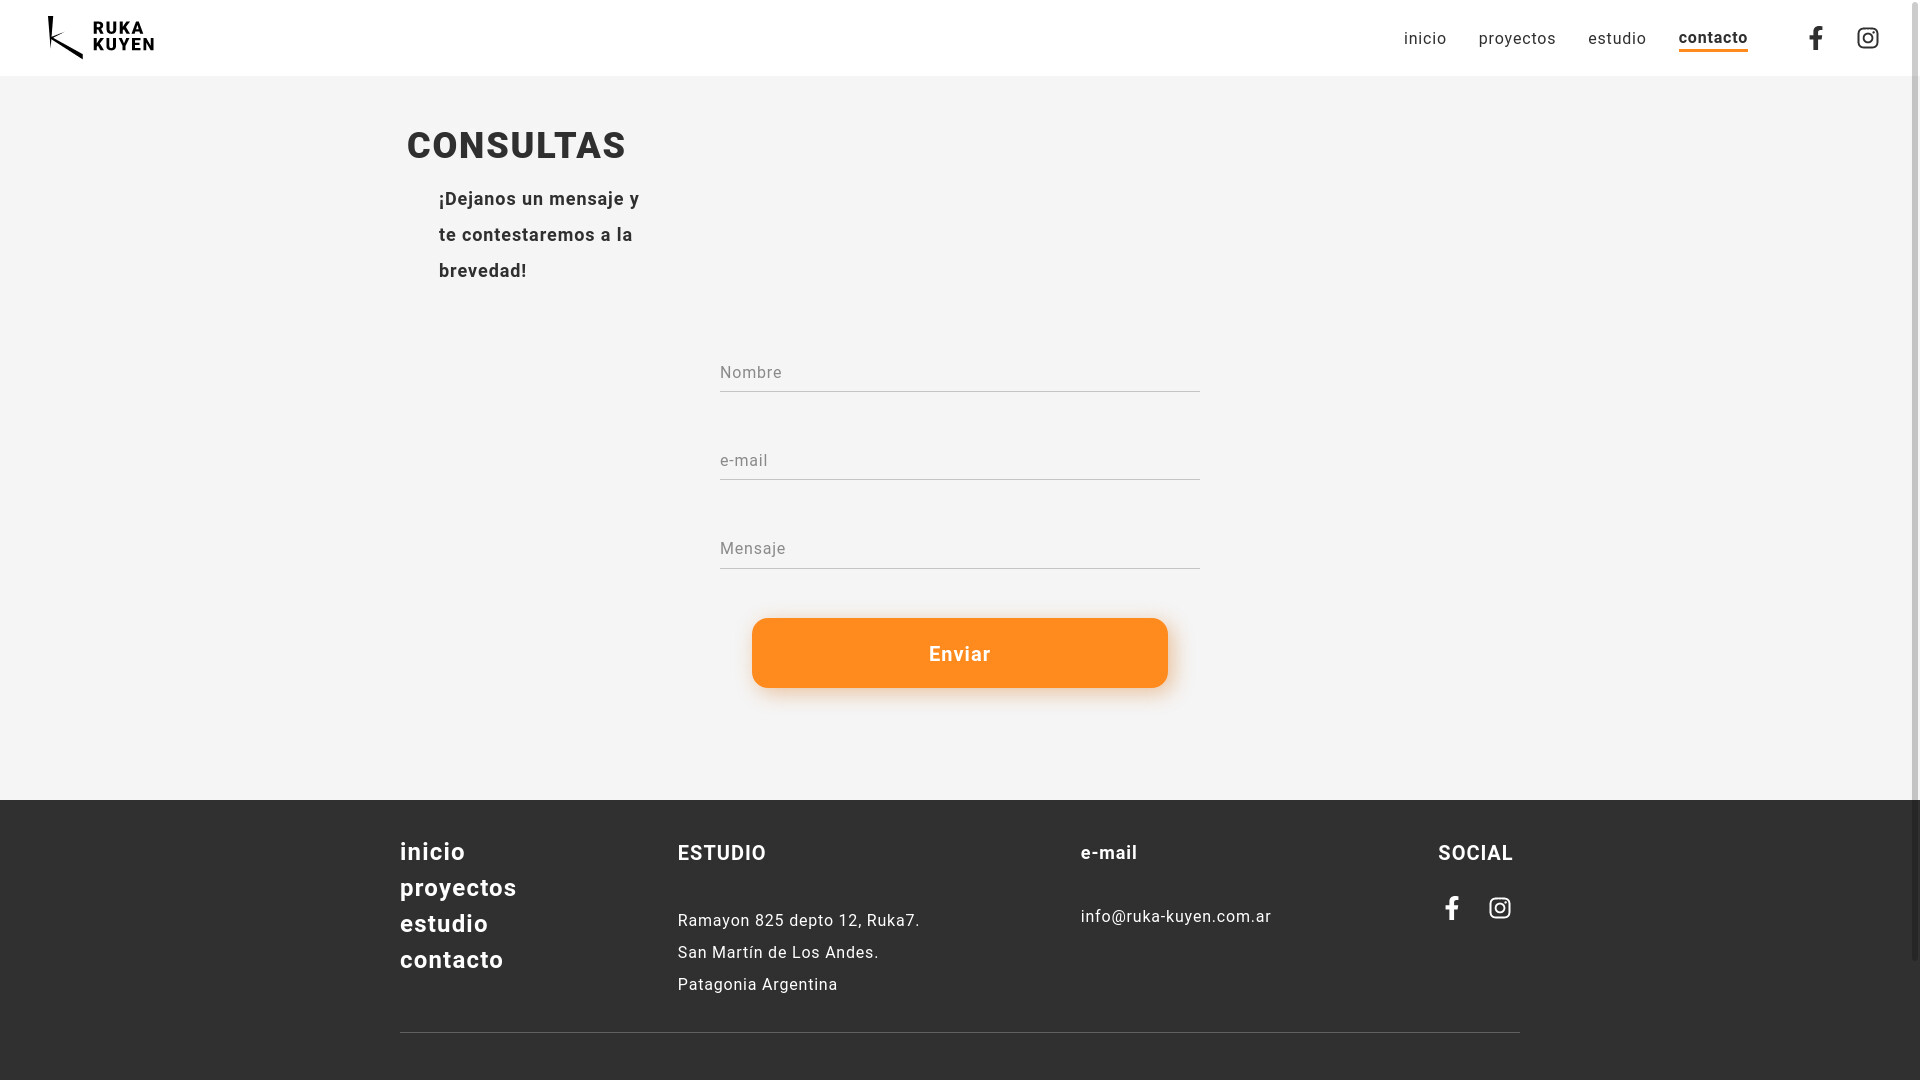 RUKA
KUYEN
inicio
proyectos
estudio
contacto
CONSULTAS
¡Dejanos un mensaje y
te contestaremos a la
brevedad!
Nombre
e-mail
Mensaje
Enviar
inicio
proyectos
estudio
contacto
ESTUDIO
Ramayon 825 depto 12, Ruka7.
San Martín de Los Andes.
Patagonia Argentina
e-mail
info@ruka-kuyen.com.ar
SOCIAL